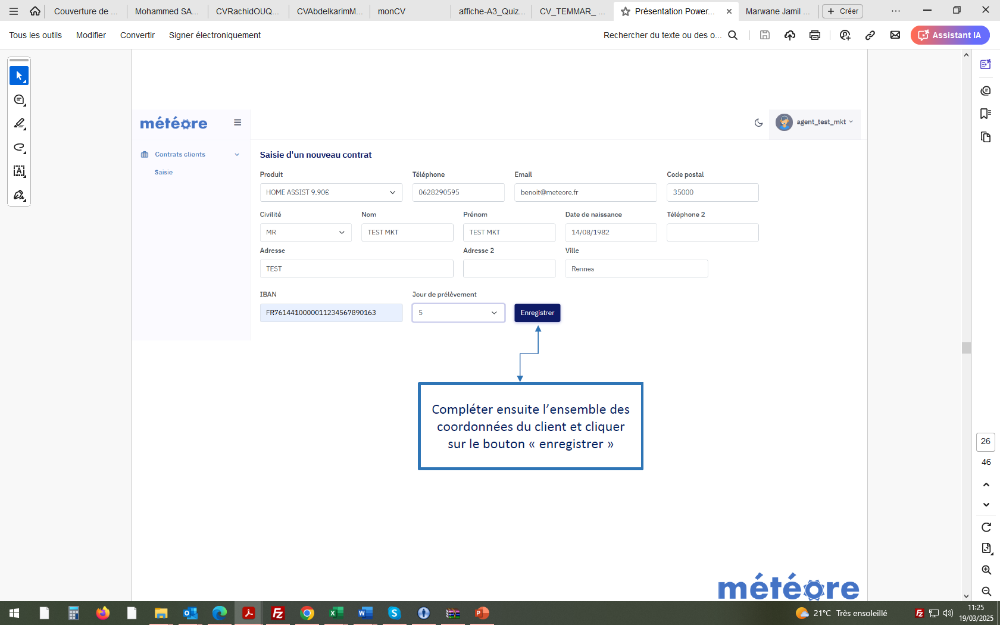 Couverture de ...
Mohammed SA...
CVRachidOUQ...
CVAbdelkarimM...
monCV
affiche-A3_Quiz...
CV_TEMMAR_ ...
Présentation Power...
Marwane Jamil ...
Créer
Tous les outils
Modifier
Convertir
Signer électroniquement
Rechercher du texte ou des o...
Assistant IA
météore
agent_test_mkt
Contrats clients
Saisie
Saisie d'un nouveau contrat
Produit
Téléphone
Email
Code postal
HOME ASSIST 9.90€
0628290595
benoit@meteore.fr
35000
Civilité
Nom
Prénom
Date de naissance
Téléphone 2
MR
TEST MKT
TEST MKT
14/08/1982
Adresse
Adresse 2
Ville
TEST
Rennes
IBAN
Jour de prélèvement
FR7614410000011234567890163
5
Enregistrer
Compléter ensuite l’ensemble des
coordonnées du client et cliquer
sur le bouton « enregistrer »
26
46
météore
21°C Très ensoleillé
11:25
19/03/2025